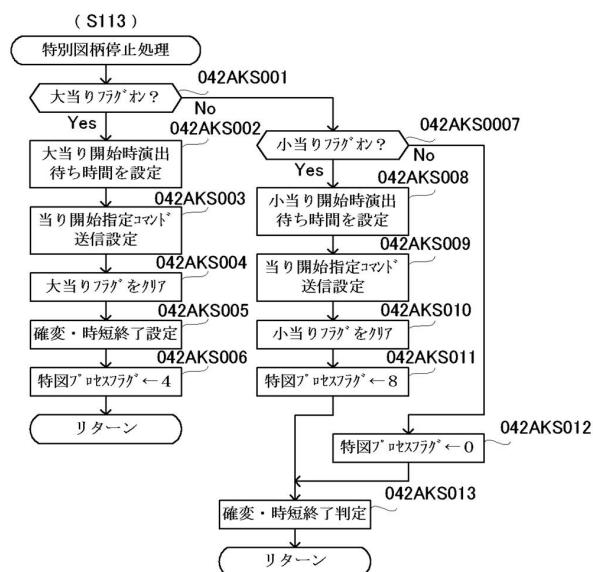 (S113)
特別図柄停止処理
大当りフラグオン?
042AKS001
No
Yes
042AKS002
大当り開始時演出
待ち時間を設定
042AKS003
当り開始指定コマンド
送信設定
042AKS004
大当りフラグをクリア
042AKS005
確変・時短終了設定
042AKS006
特図プロセスフラグ←4
リターン
042AKS0007
小当りフラグオン?
No
Yes
042AKS008
小当り開始時演出
待ち時間を設定
042AKS009
当り開始指定コマンド
送信設定
042AKS010
小当りフラグをクリア
042AKS011
特図プロセスフラグ←8
042AKS012
特図プロセスフラグ←0
042AKS013
確変・時短終了判定
リターン